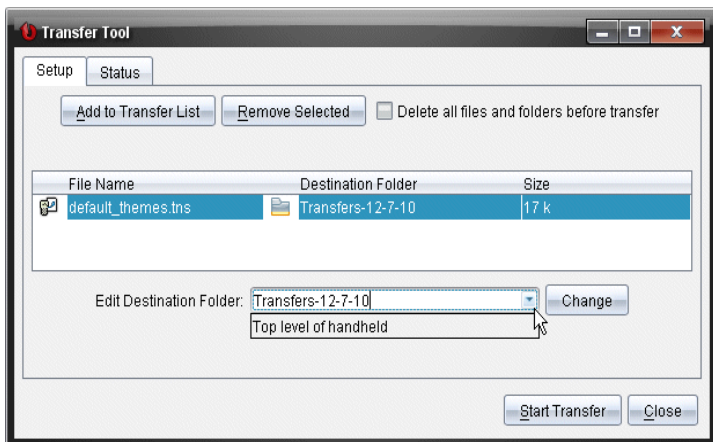 Transfer Tool
Setup Status
Add to Transfer List Remove Selected Delete all files and folders before transfer
File Name Destination Folder Size
default_themes.tns Transfers-12-7-10 17 k
Edit Destination Folder: Transfers-12-7-10 Change
Top level of handheld
Start Transfer Close